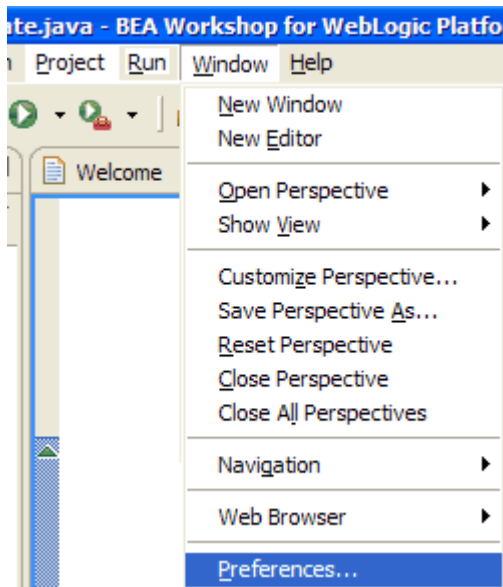 ate.java - BEA Workshop for WebLogic Platfo
Project Run Window Help
Welcome
New Window
New Editor
Open Perspective
Show View
Customize Perspective...
Save Perspective As...
Reset Perspective
Close Perspective
Close All Perspectives
Navigation
Web Browser
Preferences...